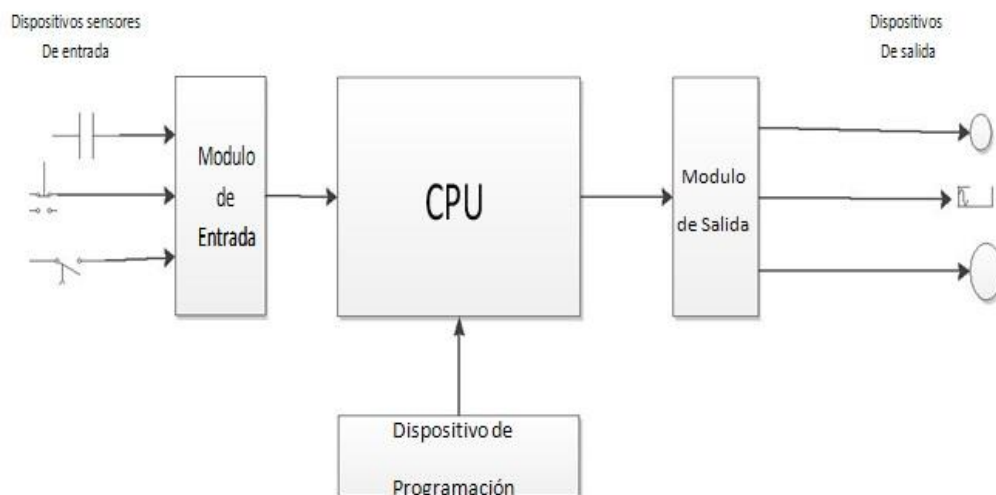 Dispositivos sensores
De entrada
Dispositivos
De salida
Modulo
de
Entrada
CPU
Modulo
de Salida
Dispositivo de
Programación